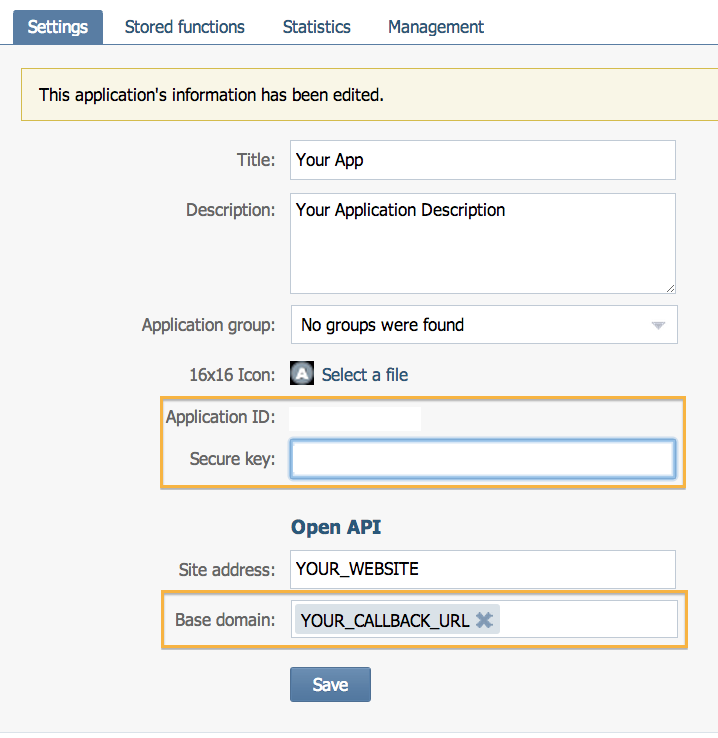 Settings Stored functions Statistics Management
This application's information has been edited.
Title: Your App
Description: Your Application Description
Application group: No groups were found
16x16 Icon: A Select a file
Application ID:
Secure key:
Open API
Site address: YOUR_WEBSITE
Base domain: YOUR_CALLBACK_URL
Save